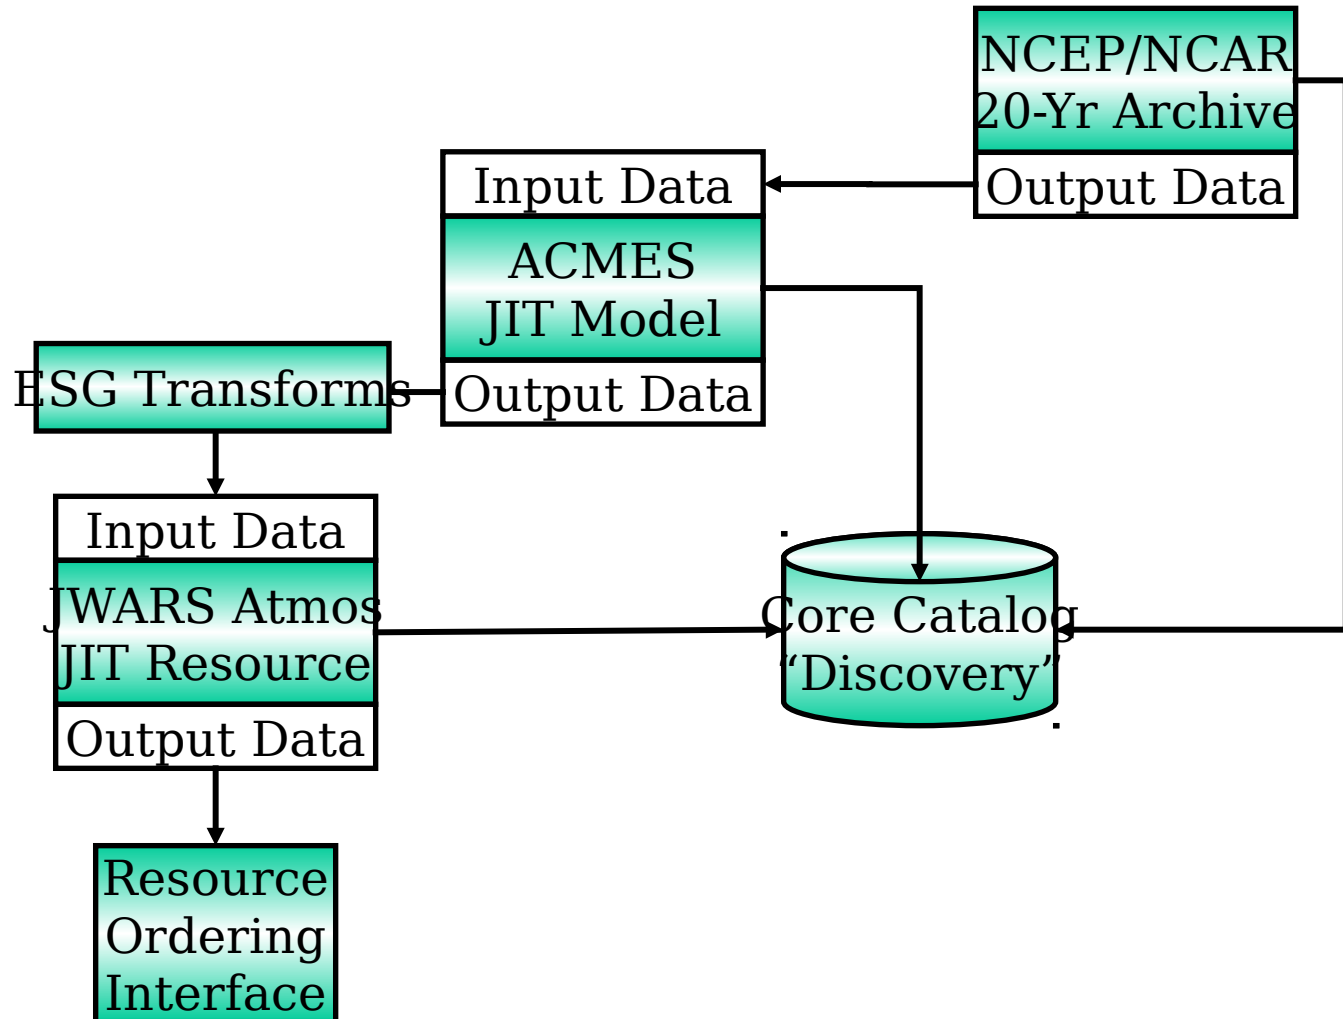 NCEP/NCAR
20-Yr Archive
Output Data
Input Data
ACMES
JIT Model
Output Data
ESG Transforms
Input Data
JWARS Atmos
JIT Resource
Output Data
Core Catalog
“Discovery”
Resource
Ordering
Interface